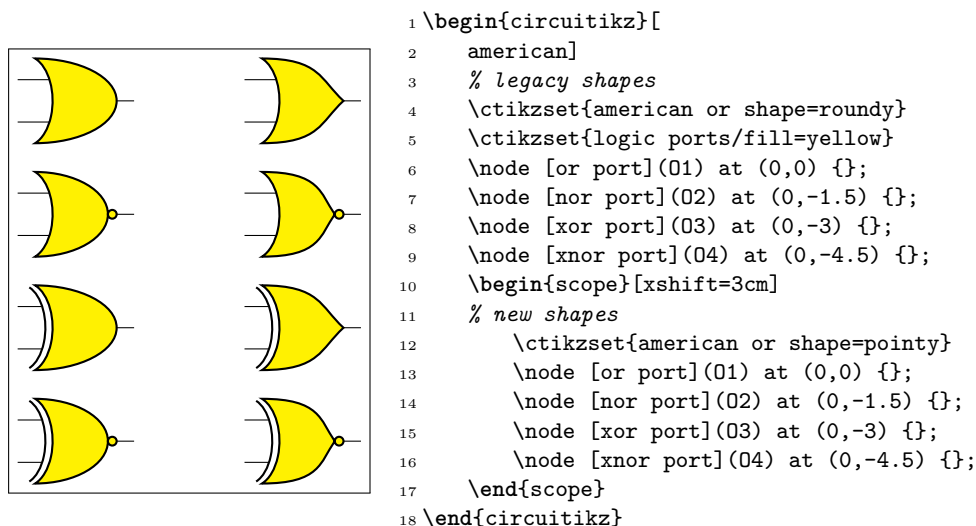 1 \begin{circuitikz}[
2     american]
3     % legacy shapes
4     \ctikzset{american or shape=roundy}
5     \ctikzset{logic ports/fill=yellow}
6     \node [or port](O1) at (0,0) {};
7     \node [nor port](O2) at (0,-1.5) {};
8     \node [xor port](O3) at (0,-3) {};
9     \node [xnor port](O4) at (0,-4.5) {};
10     \begin{scope}[xshift=3cm]
11     % new shapes
12         \ctikzset{american or shape=pointy}
13         \node [or port](O1) at (0,0) {};
14         \node [nor port](O2) at (0,-1.5) {};
15         \node [xor port](O3) at (0,-3) {};
16         \node [xnor port](O4) at (0,-4.5) {};
17     \end{scope}
18 \end{circuitikz}